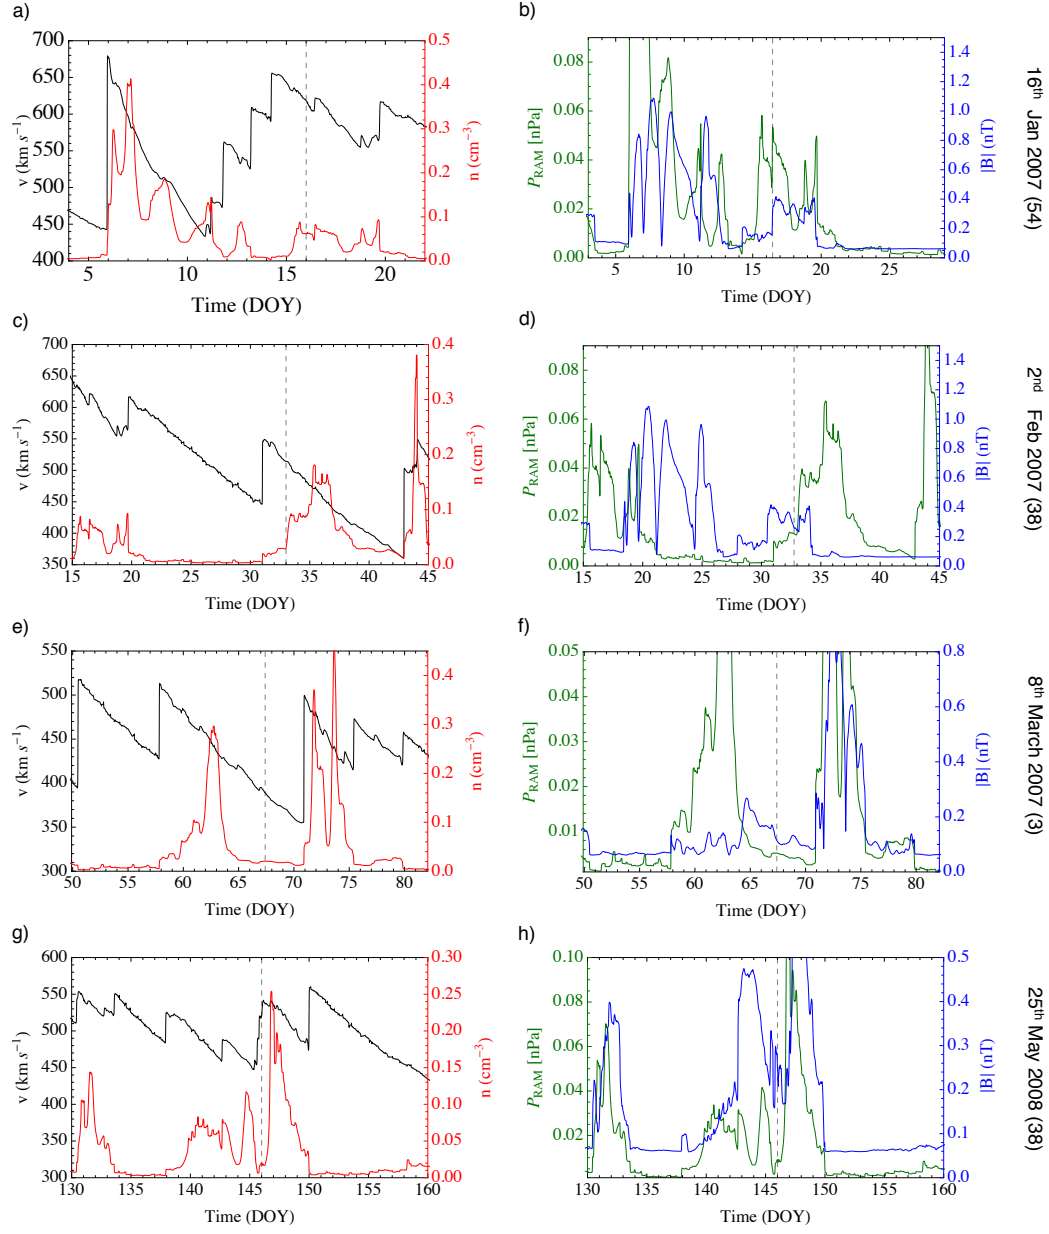 a)
b)
700
650
600
550
500
450
400
v (km s⁻¹)
0.5
0.4
0.3
0.2
0.1
0.0
n (cm⁻³)
5 10 15 20
Time (DOY)
0.08
0.06
0.04
0.02
0.00
P_RAM [nPa]
1.4
1.2
1.0
0.8
0.6
0.4
0.2
0.0
|B| (nT)
5 10 15 20 25
Time (DOY)
16th Jan 2007 (54)
c)
d)
700
650
600
550
500
450
400
350
v (km s⁻¹)
0.4
0.3
0.2
0.1
0.0
n (cm⁻³)
15 20 25 30 35 40 45
Time (DOY)
0.08
0.06
0.04
0.02
0.00
P_RAM [nPa]
1.4
1.2
1.0
0.8
0.6
0.4
0.2
0.0
|B| (nT)
15 20 25 30 35 40 45
Time (DOY)
2nd Feb 2007 (38)
e)
f)
550
500
450
400
350
300
v (km s⁻¹)
0.4
0.3
0.2
0.1
0.0
n (cm⁻³)
50 55 60 65 70 75 80
Time (DOY)
0.05
0.04
0.03
0.02
0.01
P_RAM [nPa]
0.8
0.6
0.4
0.2
0.0
|B| (nT)
50 55 60 65 70 75 80
Time (DOY)
8th March 2007 (3)
g)
h)
600
550
500
450
400
350
300
v (km s⁻¹)
0.30
0.25
0.20
0.15
0.10
0.05
0.00
n (cm⁻³)
130 135 140 145 150 155 160
Time (DOY)
0.10
0.08
0.06
0.04
0.02
P_RAM [nPa]
0.5
0.4
0.3
0.2
0.1
0.0
|B| (nT)
130 135 140 145 150 155 160
Time (DOY)
25th May 2008 (38)